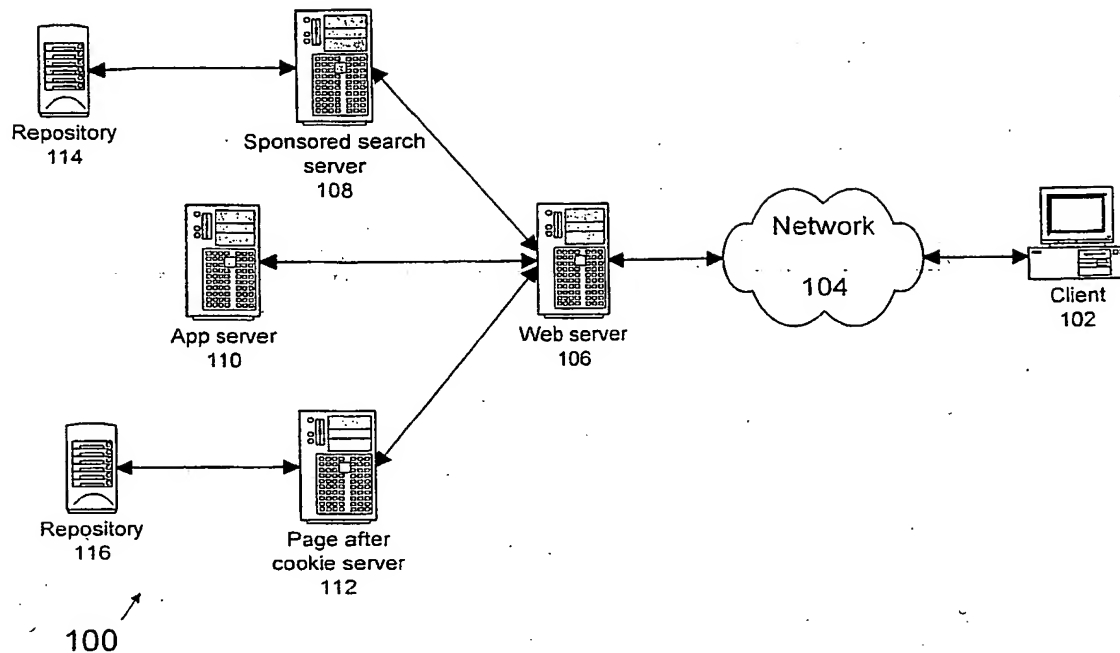 Repository
114
Sponsored search
server
108
App server
110
Web server
106
Network
104
Client
102
Repository
116
Page after
cookie server
112
100